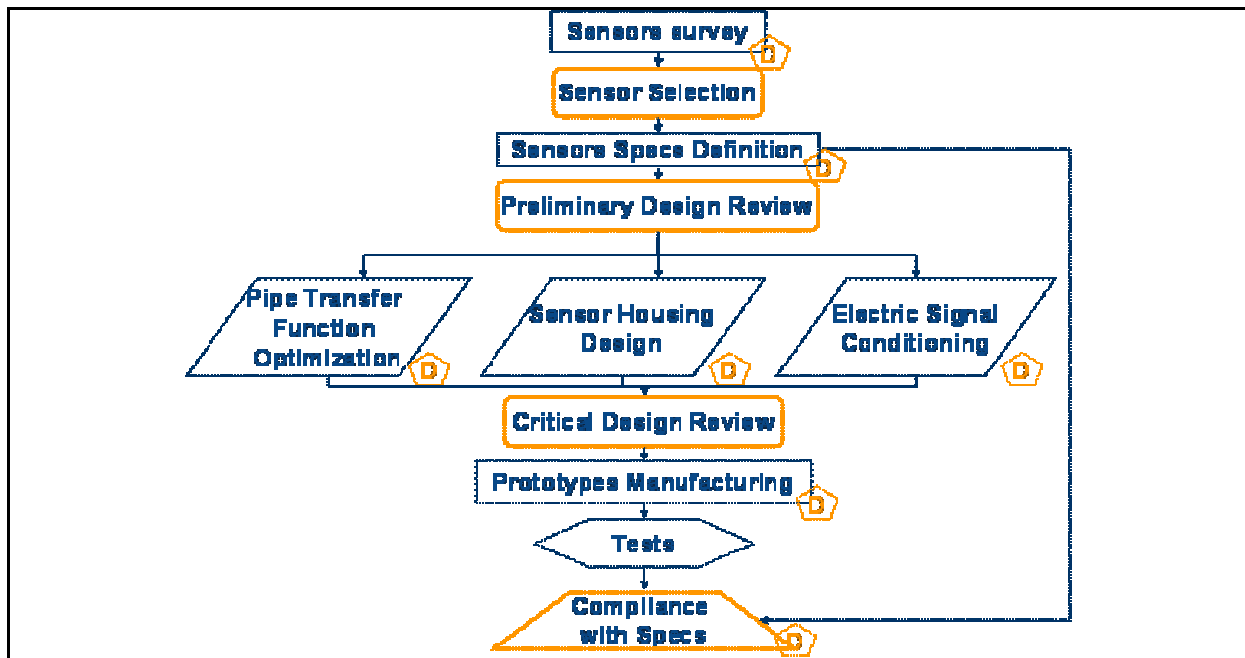 Sensors survey
D
Sensor Selection
Sensors Specs Definition
D
Preliminary Design Review
Pipe Transfer
Function
Optimization
D
Sensor Housing
Design
D
Electric Signal
Conditioning
D
Critical Design Review
Prototypes Manufacturing
D
Tests
Compliance
with Specs
D